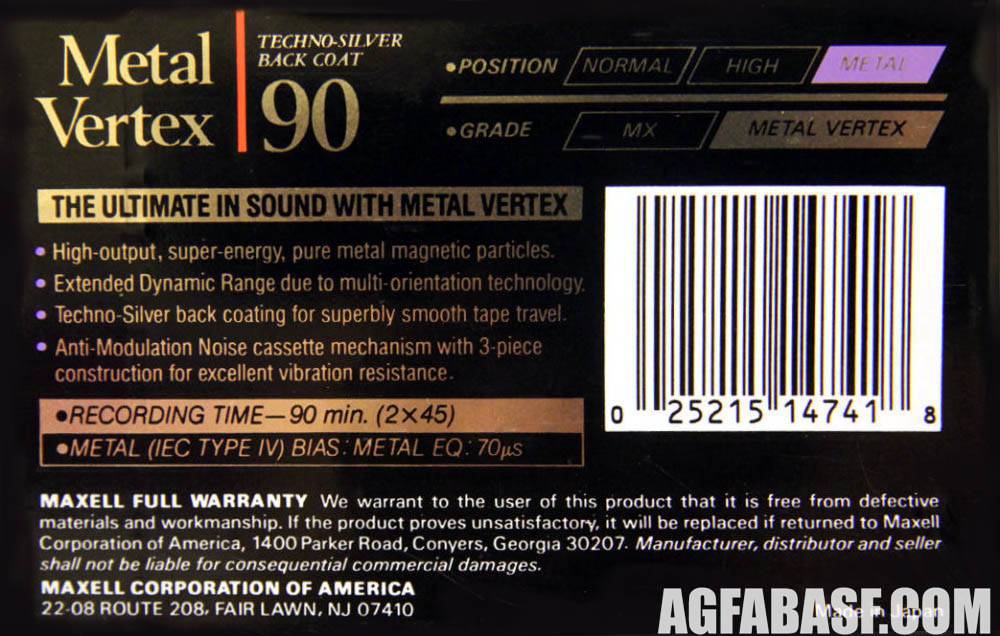 Metal Vertex
TECHNO-SILVER
BACK COAT
90
•POSITION NORMAL HIGH METAL
•GRADE MX METAL VERTEX
THE ULTIMATE IN SOUND WITH METAL VERTEX
• High-output, super-energy, pure metal magnetic particles.
• Extended Dynamic Range due to multi-orientation technology.
• Techno-Silver back coating for superbly smooth tape travel.
• Anti-Modulation Noise cassette mechanism with 3-piece
construction for excellent vibration resistance.
•RECORDING TIME—90 min. (2×45)
•METAL (IEC TYPE IV) BIAS: METAL EQ: 70μs
0 25215 14741 8
MAXELL FULL WARRANTY We warrant to the user of this product that it is free from defective
materials and workmanship. If the product proves unsatisfactory, it will be replaced if returned to Maxell
Corporation of America, 1400 Parker Road, Conyers, Georgia 30207. Manufacturer, distributor and seller
shall not be liable for consequential commercial damages.
MAXELL CORPORATION OF AMERICA
22-08 ROUTE 208, FAIR LAWN, NJ 07410
Made in Japan
AGFABASF.COM